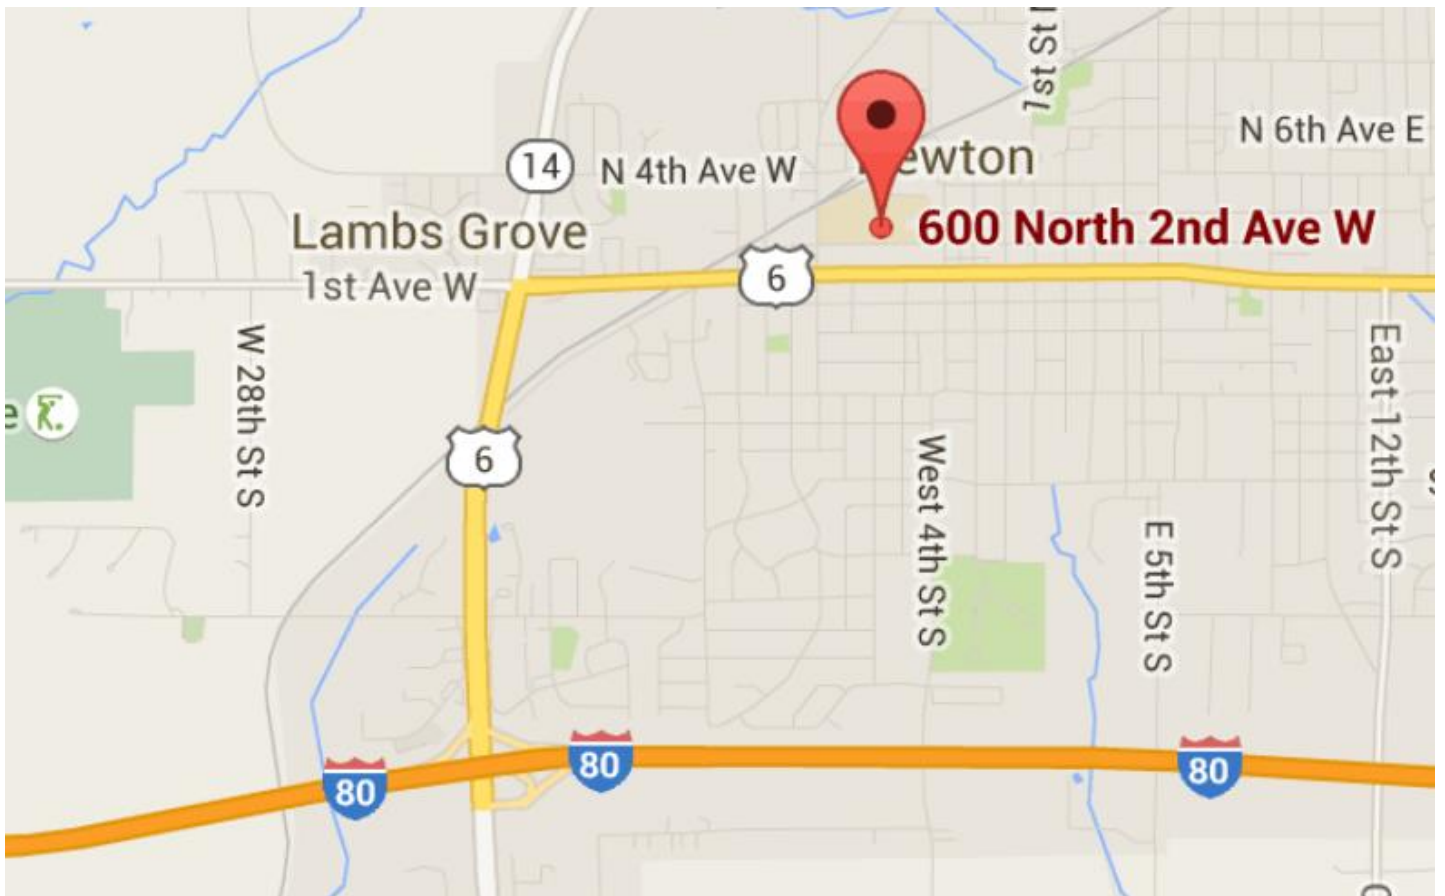 1st St
N 6th Ave E
14
N 4th Ave W
Lambs Grove
600 North 2nd Ave W
1st Ave W
6
W 28th St S
East 12th St S
6
West 4th St S
E 5th St S
80
80
80